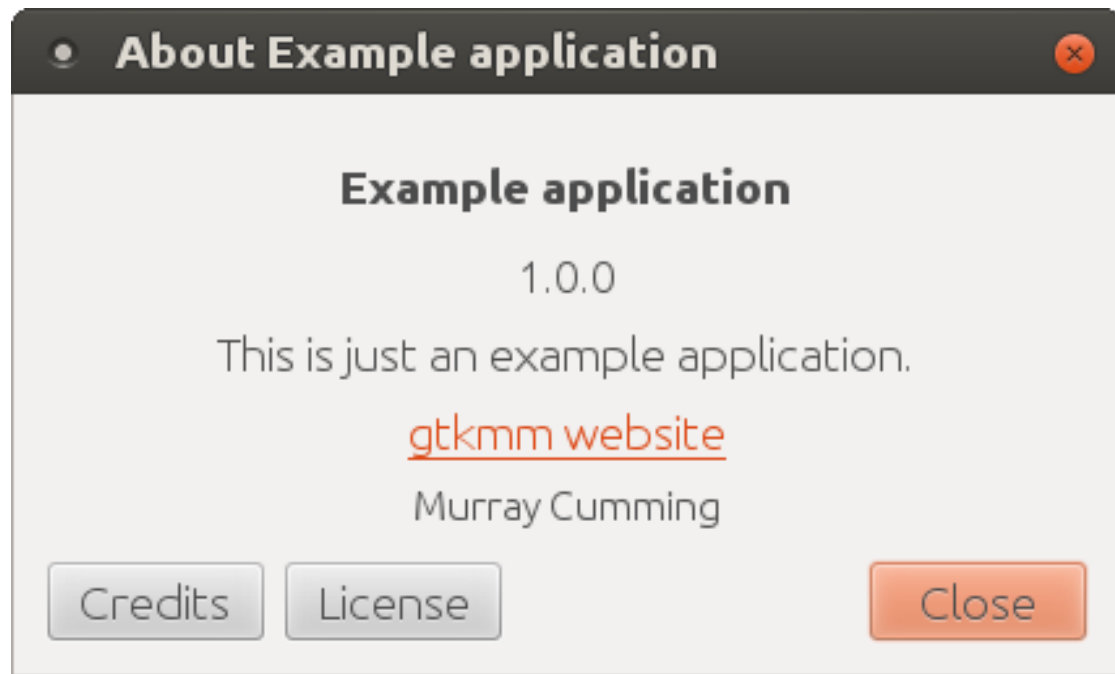 About Example application
Example application
1.0.0
This is just an example application.
gtkmm website
Murray Cumming
Credits License Close